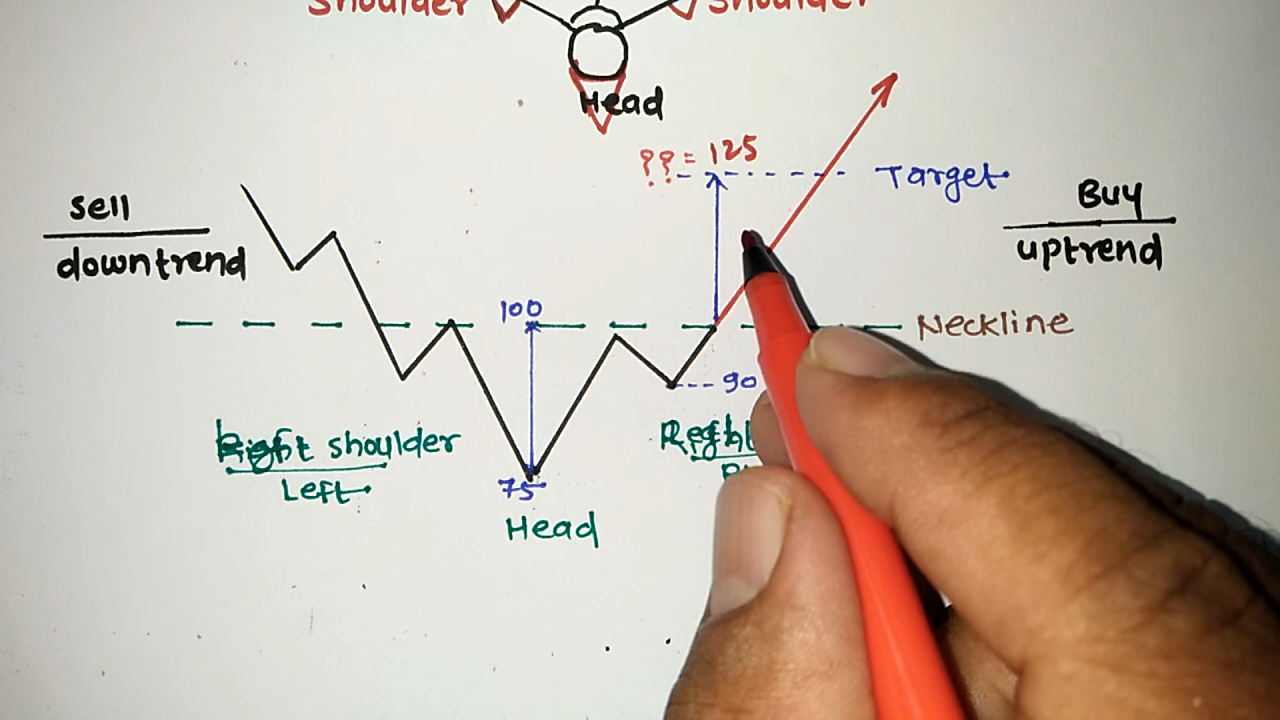 shoulder shoulder
Head
?? = 125
Target
sell
downtrend
Buy
uptrend
100
Neckline
90
Right shoulder
Left
75
Head